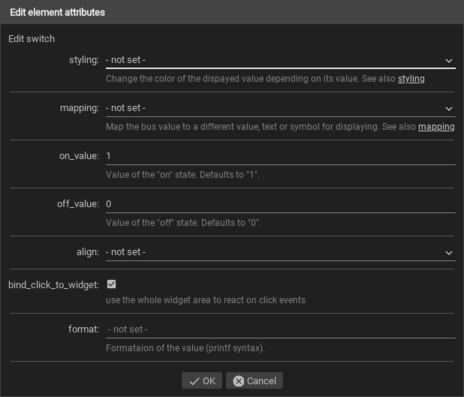 Edit element attributes
Edit switch
styling: - not set -
Change the color of the dispayed value depending on its value. See also styling
mapping: - not set -
Map the bus value to a different value, text or symbol for displaying. See also mapping
on_value: 1
Value of the "on" state. Defaults to "1".
off_value: 0
Value of the "off" state. Defaults to "0".
align: - not set -
bind_click_to_widget:
use the whole widget area to react on click events
format: - not set -
Formataion of the value (printf syntax).
OK Cancel